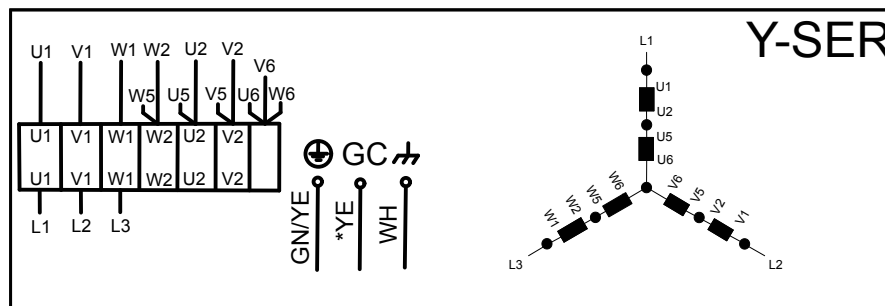 Y-SER
U1 V1 W1 W2 U2 V2 V6
W5 U5 V5 U6 W6
U1 V1 W1 W2 U2 V2
U1 V1 W1 W2 U2 V2
L1 L2 L3
GC
GN/YE *YE WH
L1
U1
U2
U5
U6
W6
W5
W2
W1
L3
V6
V5
V2
V1
L2